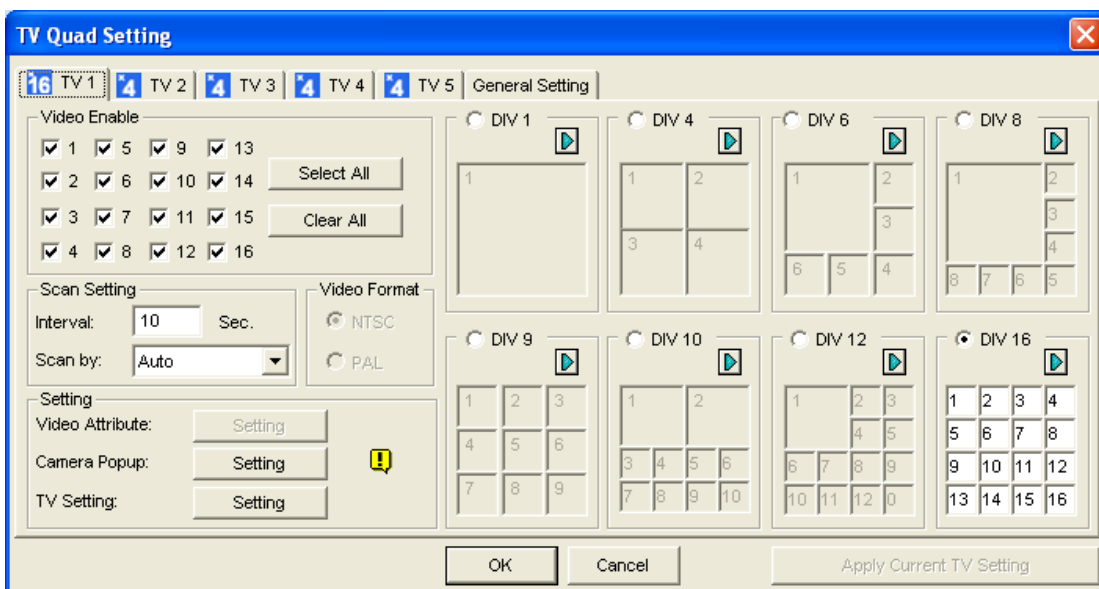 TV Quad Setting
x16 TV 1 x4 TV 2 x4 TV 3 x4 TV 4 x4 TV 5 General Setting
Video Enable
1 5 9 13
2 6 10 14
3 7 11 15
4 8 12 16
Select All
Clear All
Scan Setting
Interval: 10 Sec.
Scan by: Auto
Video Format
NTSC
PAL
Setting
Video Attribute: Setting
Camera Popup: Setting
TV Setting: Setting
DIV 1
1
DIV 4
1 2
3 4
DIV 6
1 2
3
6 5 4
DIV 8
1 2
3
4
8 7 6 5
DIV 9
1 2 3
4 5 6
7 8 9
DIV 10
1 2
3 4 5 6
7 8 9 10
DIV 12
1 2 3
4 5
6 7 8 9
10 11 12 0
DIV 16
1 2 3 4
5 6 7 8
9 10 11 12
13 14 15 16
OK Cancel Apply Current TV Setting